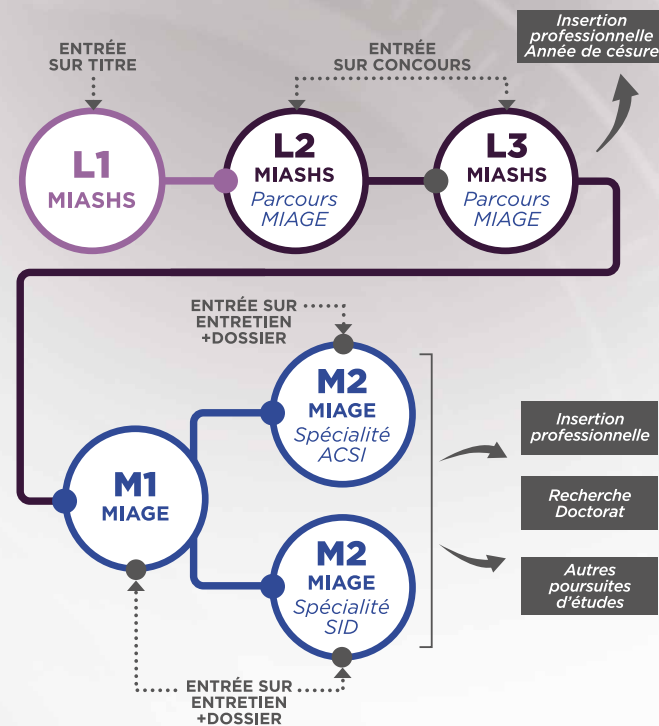 Insertion
professionnelle
Année de césure
ENTRÉE
SUR TITRE
ENTRÉE
SUR CONCOURS
L1
MIASHS
L2
MIASHS
Parcours
MIAGE
L3
MIASHS
Parcours
MIAGE
ENTRÉE SUR
ENTRETIEN
+DOSSIER
M2
MIAGE
Spécialité
ACSI
M1
MIAGE
M2
MIAGE
Spécialité
SID
Insertion
professionnelle
Recherche
Doctorat
Autres
poursuites
d'études
ENTRÉE SUR
ENTRETIEN
+DOSSIER